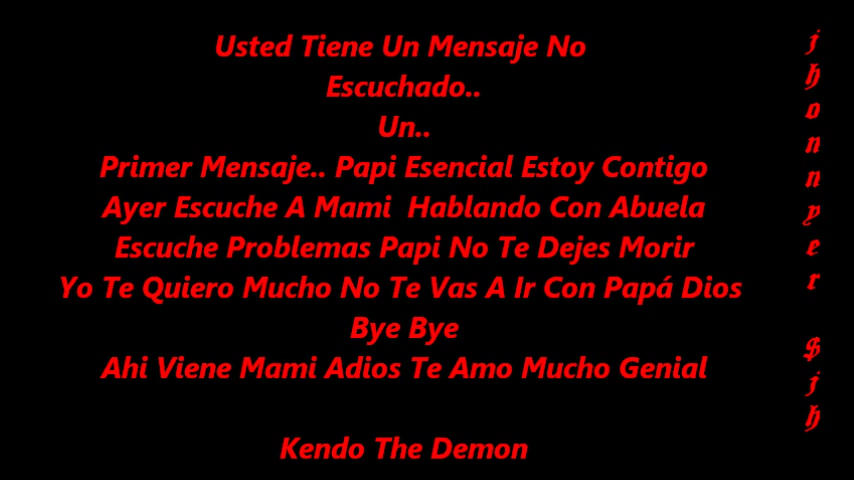 Usted Tiene Un Mensaje No
Escuchado..
Un..
Primer Mensaje.. Papi Esencial Estoy Contigo
Ayer Escuche A Mami  Hablando Con Abuela
Escuche Problemas Papi No Te Dejes Morir
Yo Te Quiero Mucho No Te Vas A Ir Con Papá Dios
Bye Bye
Ahi Viene Mami Adios Te Amo Mucho Genial
Kendo The Demon
jhonnyer $jh